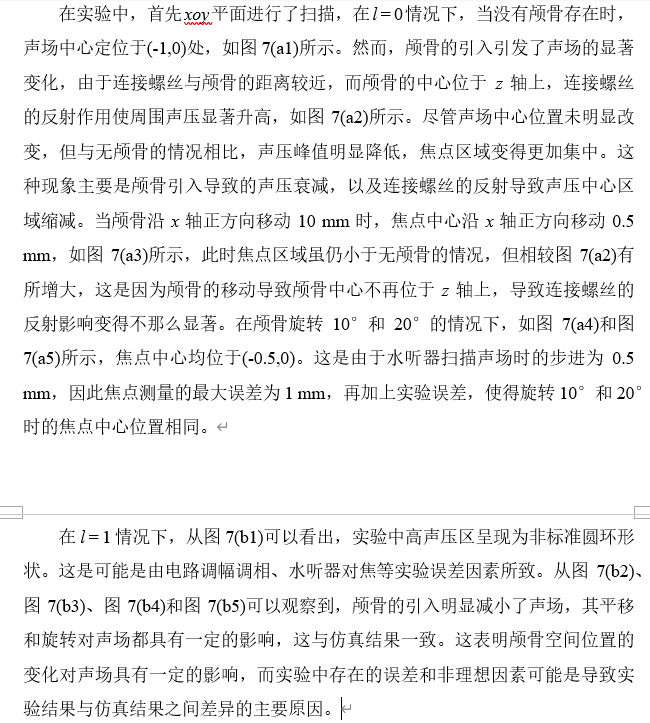 在实验中，首先xoy平面进行了扫描，在l=0情况下，当没有颅骨存在时，
声场中心定位于(-1,0)处，如图 7(a1)所示。然而，颅骨的引入引发了声场的显著
变化，由于连接螺丝与颅骨的距离较近，而颅骨的中心位于 z 轴上，连接螺丝
的反射作用使周围声压显著升高，如图 7(a2)所示。尽管声场中心位置未明显改
变，但与无颅骨的情况相比，声压峰值明显降低，焦点区域变得更加集中。这
种现象主要是颅骨引入导致的声压衰减，以及连接螺丝的反射导致声压中心区
域缩减。当颅骨沿 x 轴正方向移动 10 mm 时，焦点中心沿 x 轴正方向移动 0.5
mm，如图 7(a3)所示，此时焦点区域虽仍小于无颅骨的情况，但相较图 7(a2)有
所增大，这是因为颅骨的移动导致颅骨中心不再位于 z 轴上，导致连接螺丝的
反射影响变得不那么显著。在颅骨旋转 10° 和 20° 的情况下，如图 7(a4)和图
7(a5)所示，焦点中心均位于(-0.5,0)。这是由于水听器扫描声场时的步进为 0.5
mm，因此焦点测量的最大误差为 1 mm，再加上实验误差，使得旋转 10° 和 20°
时的焦点中心位置相同。
在 l=1 情况下，从图 7(b1)可以看出，实验中高声压区呈现为非标准圆环形
状。这是可能是由电路调幅调相、水听器对焦等实验误差因素所致。从图 7(b2)、
图 7(b3)、图 7(b4)和图 7(b5)可以观察到，颅骨的引入明显减小了声场，其平移
和旋转对声场都具有一定的影响，这与仿真结果一致。这表明颅骨空间位置的
变化对声场具有一定的影响，而实验中存在的误差和非理想因素可能是导致实
验结果与仿真结果之间差异的主要原因。